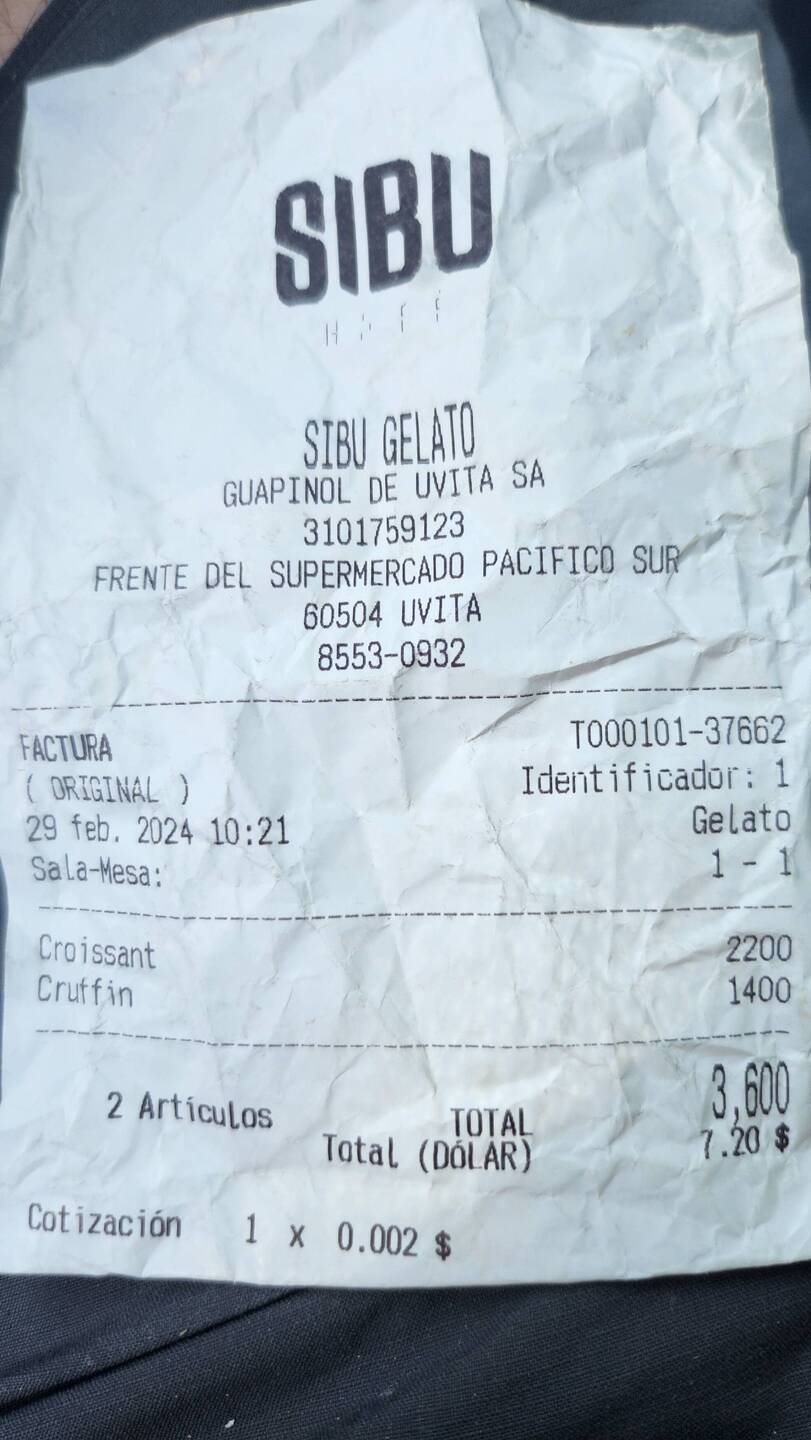 SIBU
SIBU GELATO
GUAPINOL DE UVITA SA
3101759123
FRENTE DEL SUPERMERCADO PACIFICO SUR
60504 UVITA
8553-0932
FACTURA T000101-37662
( ORIGINAL ) Identificador: 1
29 feb. 2024 10:21 Gelato
Sala-Mesa: 1 - 1
Croissant 2200
Cruffin 1400
2 Artículos TOTAL 3,600
Total (DÓLAR) 7.20 $
Cotización 1 x 0.002 $